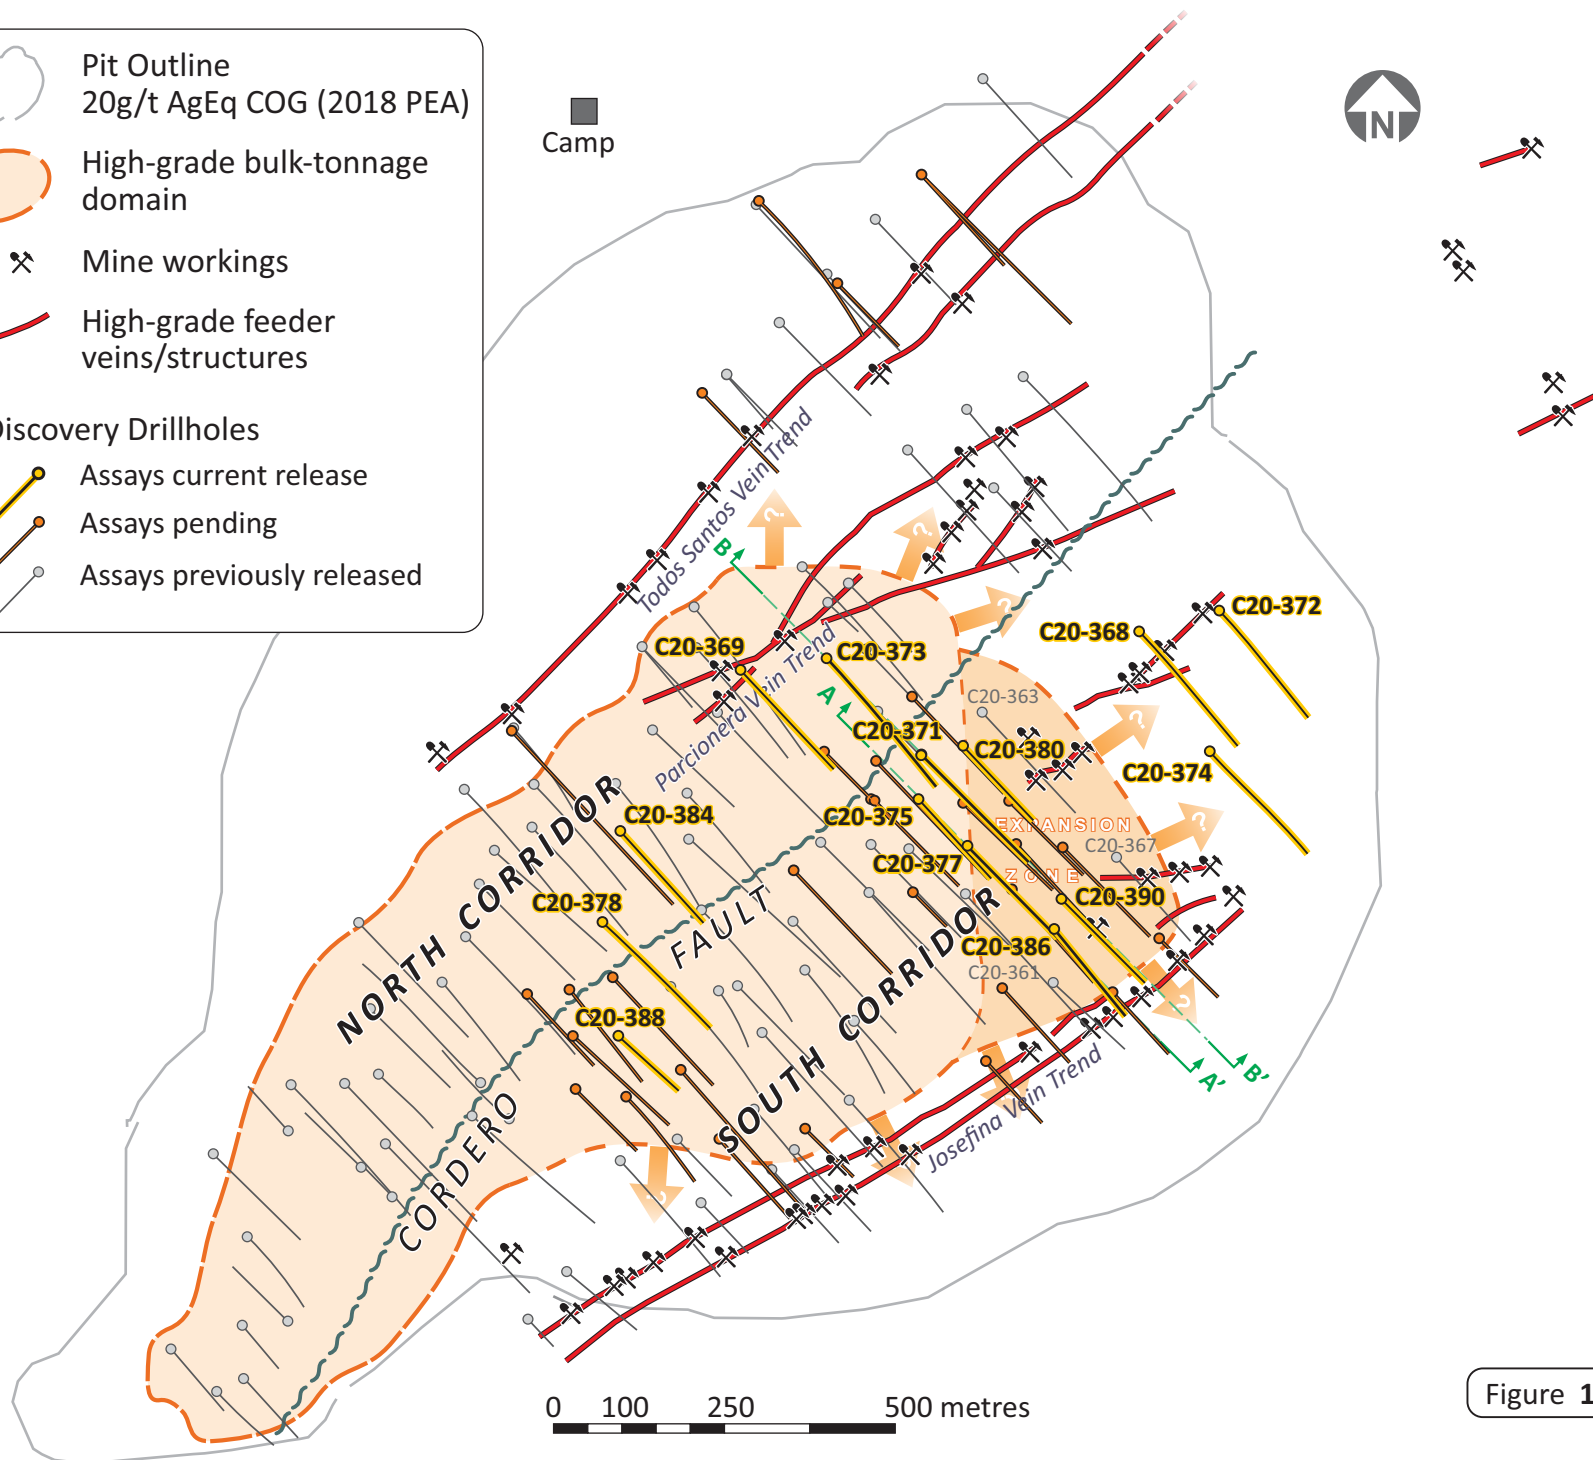 Pit Outline
20g/t AgEq COG (2018 PEA)
High-grade bulk-tonnage
domain
Mine workings
High-grade feeder
veins/structures
Discovery Drillholes
Assays current release
Assays pending
Assays previously released
Camp
N
Todos Santos Vein Trend
B
?
?
?
C20-372
C20-368
C20-369
C20-373
Parcionera Vein Trend
A
C20-363
?
C20-371
C20-380
C20-374
C20-384
C20-375
EXPANSION
ZONE
?
C20-367
C20-377
C20-378
C20-390
NORTH CORRIDOR
CORDERO
FAULT
SOUTH CORRIDOR
C20-386
C20-361
?
C20-388
A'
B'
Josefina Vein Trend
?
0 100 250 500 metres
Figure 1